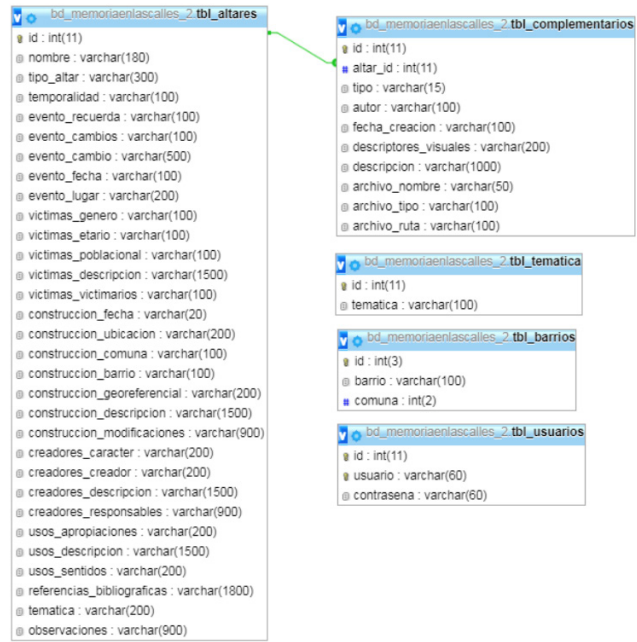 bd_memoriaenlascalles_2.tbl_altares
id : int(11)
nombre : varchar(180)
tipo_altar : varchar(300)
temporalidad : varchar(100)
evento_recuerda : varchar(100)
evento_cambios : varchar(100)
evento_cambio : varchar(500)
evento_fecha : varchar(100)
evento_lugar : varchar(200)
victimas_genero : varchar(100)
victimas_etario : varchar(100)
victimas_poblacional : varchar(100)
victimas_descripcion : varchar(1500)
victimas_victimarios : varchar(100)
construccion_fecha : varchar(20)
construccion_ubicacion : varchar(200)
construccion_comuna : varchar(100)
construccion_barrio : varchar(100)
construccion_georeferencial : varchar(200)
construccion_descripcion : varchar(1500)
construccion_modificaciones : varchar(900)
creadores_caracter : varchar(200)
creadores_creador : varchar(200)
creadores_descripcion : varchar(1500)
creadores_responsables : varchar(900)
usos_apropiaciones : varchar(200)
usos_descripcion : varchar(1500)
usos_sentidos : varchar(200)
referencias_bibliograficas : varchar(1800)
tematica : varchar(200)
observaciones : varchar(900)
bd_memoriaenlascalles_2.tbl_complementarios
id : int(11)
altar_id : int(11)
tipo : varchar(15)
autor : varchar(100)
fecha_creacion : varchar(100)
descriptores_visuales : varchar(200)
descripcion : varchar(1000)
archivo_nombre : varchar(50)
archivo_tipo : varchar(100)
archivo_ruta : varchar(100)
bd_memoriaenlascalles_2.tbl_tematica
id : int(11)
tematica : varchar(100)
bd_memoriaenlascalles_2.tbl_barrios
id : int(3)
barrio : varchar(100)
comuna : int(2)
bd_memoriaenlascalles_2.tbl_usuarios
id : int(11)
usuario : varchar(60)
contrasena : varchar(60)